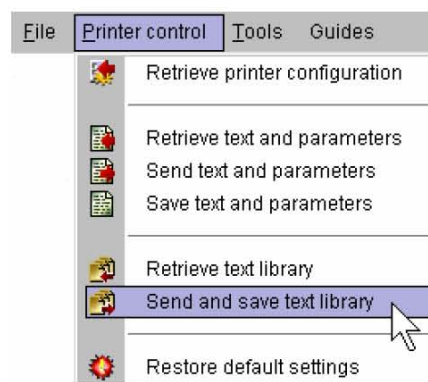 File Printer control Tools Guides
Retrieve printer configuration
Retrieve text and parameters
Send text and parameters
Save text and parameters
Retrieve text library
Send and save text library
Restore default settings